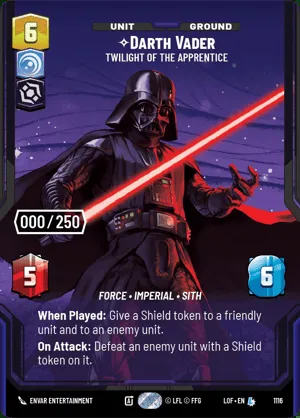 UNIT GROUND
6
DARTH VADER
TWILIGHT OF THE APPRENTICE
000 / 250
5
6
FORCE • IMPERIAL • SITH
When Played: Give a Shield token to a friendly
unit and to an enemy unit.
On Attack: Defeat an enemy unit with a Shield
token on it.
ENVAR ENTERTAINMENT © LFL © FFG LOF • EN 1116